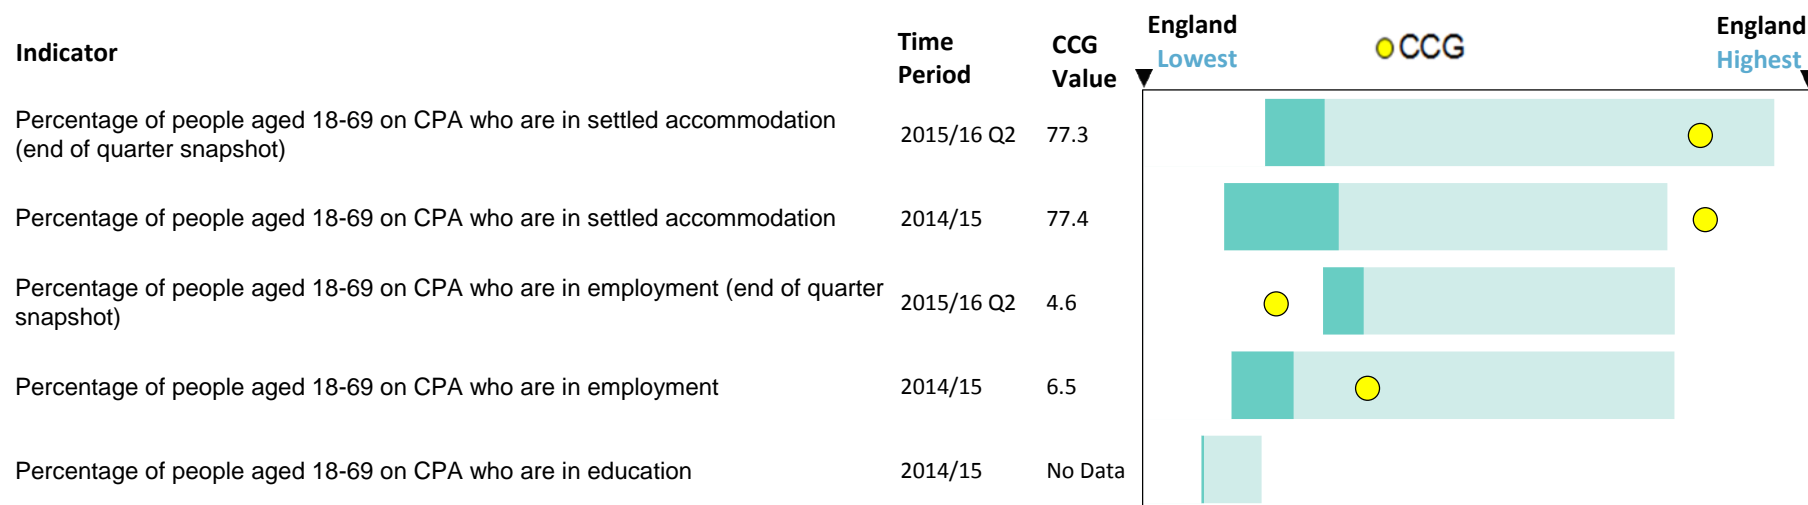 Indicator
Time
Period
CCG
Value
England
Lowest
CCG
England
Highest
Percentage of people aged 18-69 on CPA who are in settled accommodation
(end of quarter snapshot)
2015/16 Q2
77.3
Percentage of people aged 18-69 on CPA who are in settled accommodation
2014/15
77.4
Percentage of people aged 18-69 on CPA who are in employment (end of quarter
snapshot)
2015/16 Q2
4.6
Percentage of people aged 18-69 on CPA who are in employment
2014/15
6.5
Percentage of people aged 18-69 on CPA who are in education
2014/15
No Data